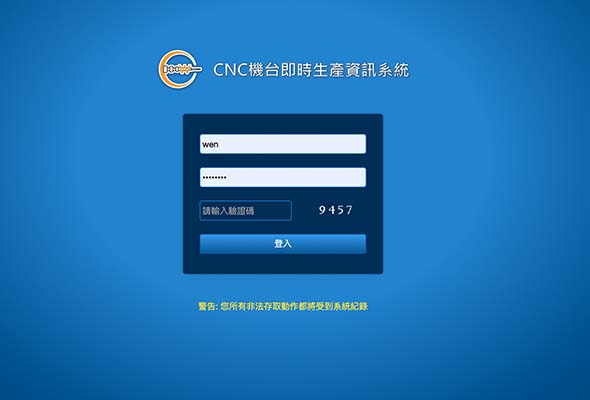 CNC機台即時生產資訊系統
wen
••••••••
請輸入驗證碼 9457
登入
警告: 您所有非法存取動作都將受到系統紀錄